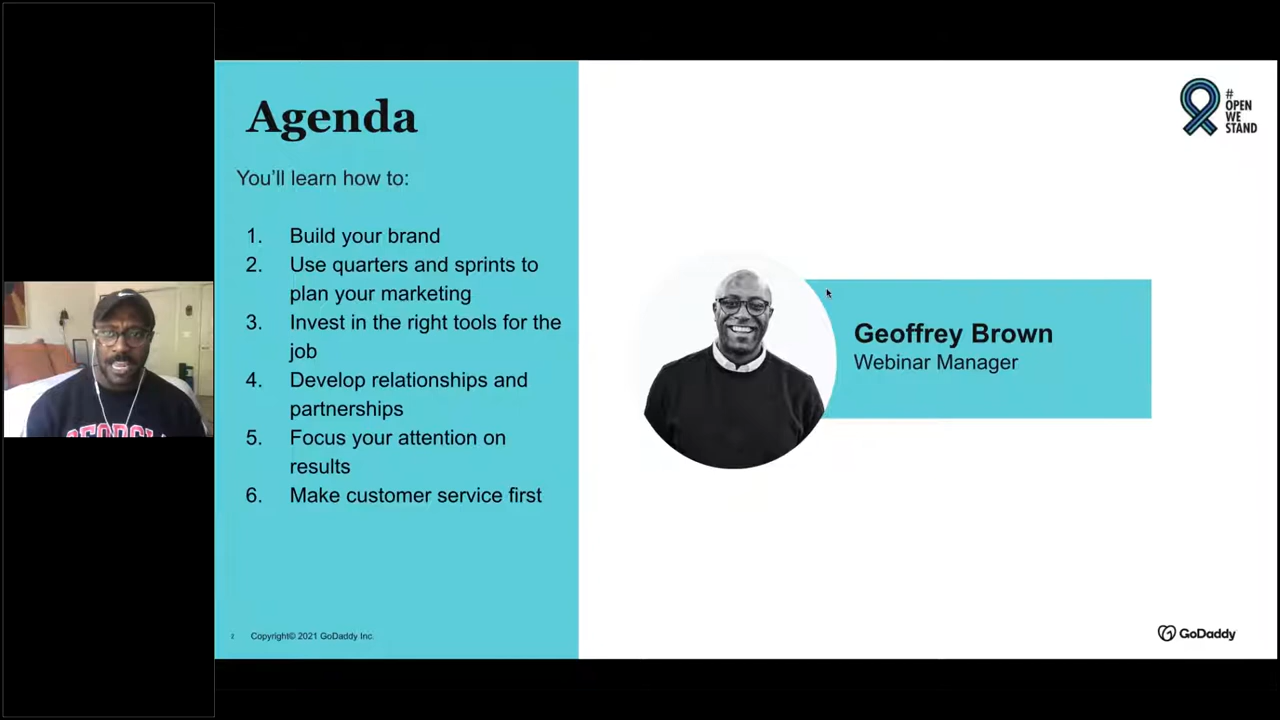 Agenda
You'll learn how to:
1. Build your brand
2. Use quarters and sprints to
plan your marketing
3. Invest in the right tools for the
job
4. Develop relationships and
partnerships
5. Focus your attention on
results
6. Make customer service first
2 Copyright© 2021 GoDaddy Inc.
#
OPEN
WE
STAND
Geoffrey Brown
Webinar Manager
GoDaddy